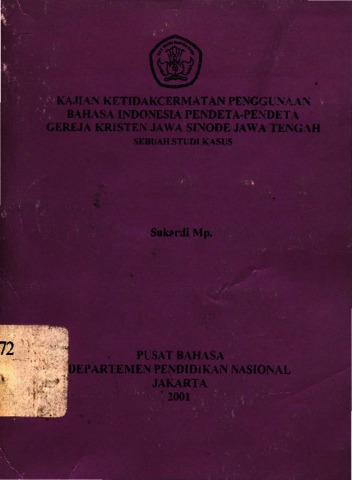 KAJIAN KETIDAKCERMATAN PENGGUNAAN
BAHASA INDONESIA PENDETA-PENDETA
GEREJA KRISTEN JAWA SINODE JAWA TENGAH
SEBUAH STUDI KASUS
Sukardi Mp.
72
PUSAT BAHASA
DEPARTEMEN PENDIDIKAN NASIONAL
JAKARTA
2001